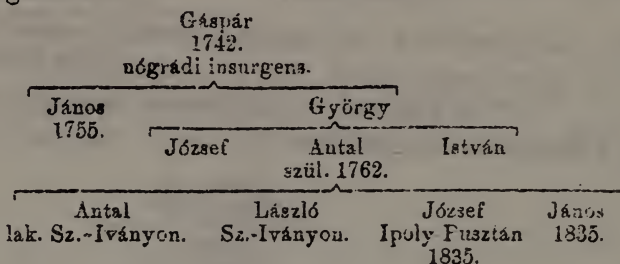 Gáspár
1742.
nógrádi insurgens.
János György
1755.
József Antal István
szül. 1762.
Antal László József János
lak. Sz.-Iványon. Sz.-Iványon. Ipoly-Pusztán 1835.
1835.